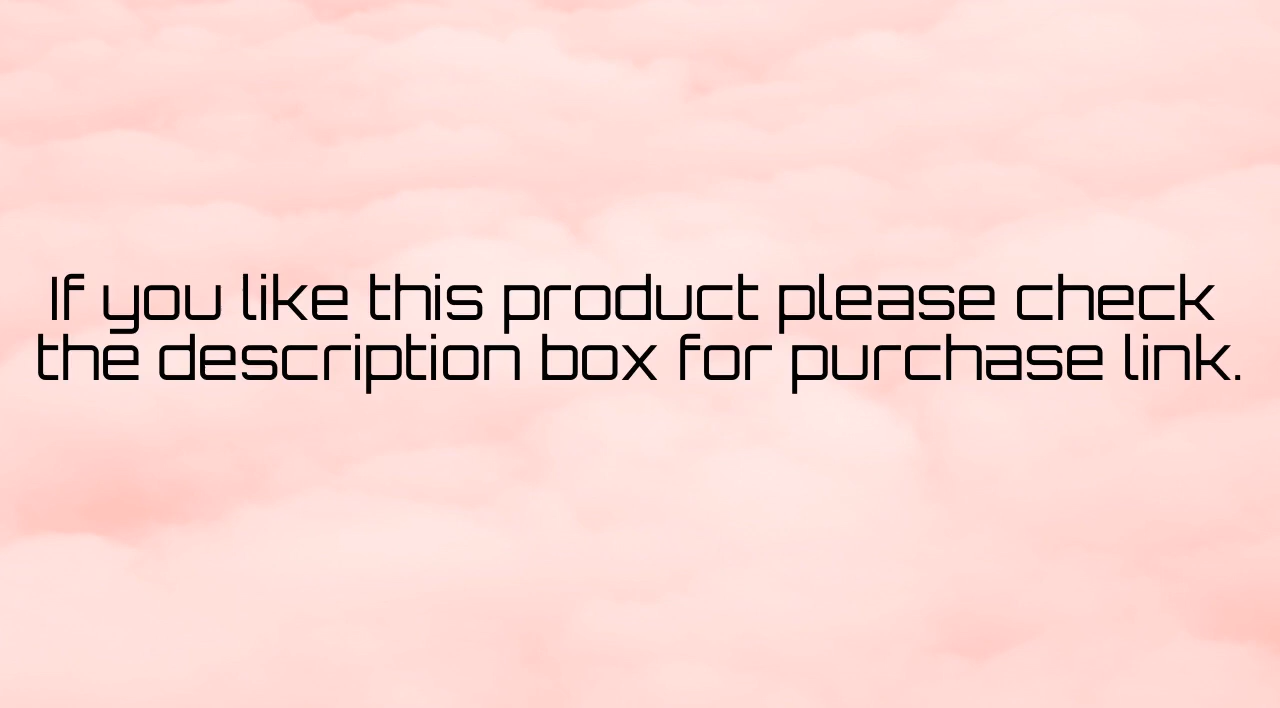 If you like this product please check
the description box for purchase link.